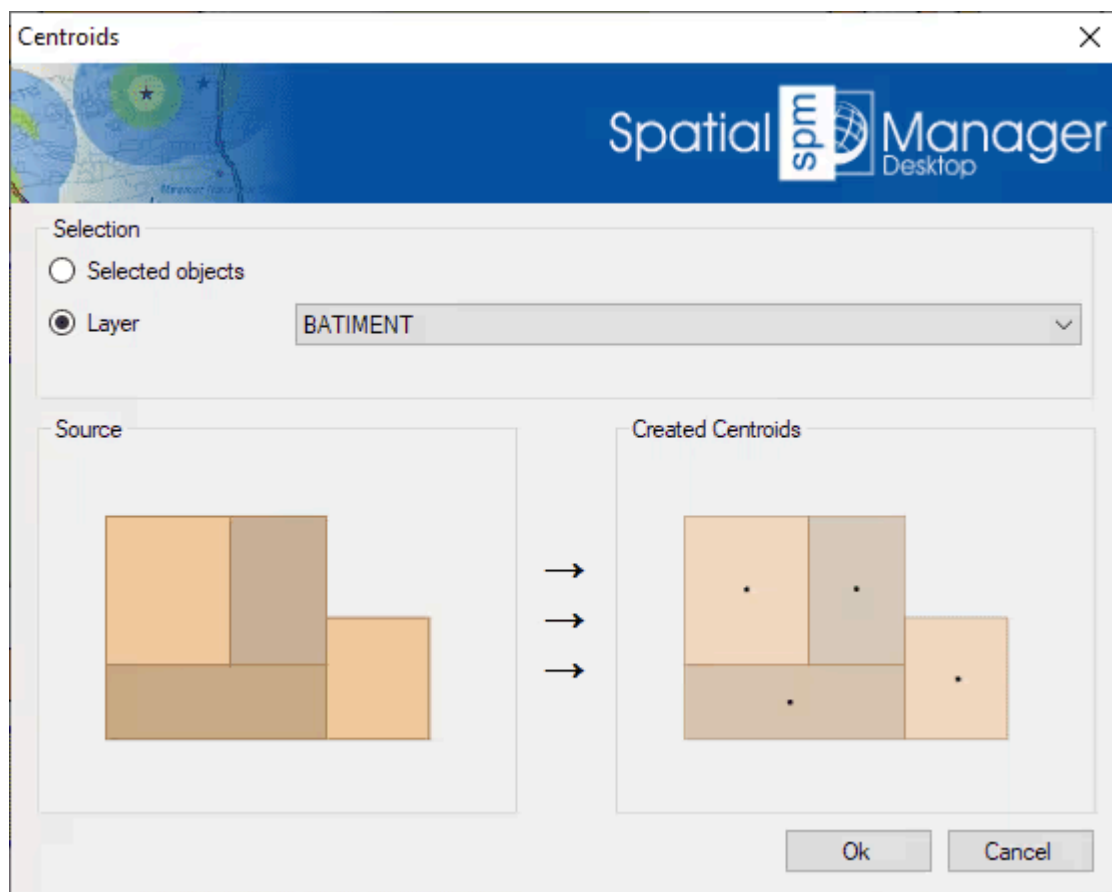 Centroids
Spatial spm Manager
Desktop
Selection
Selected objects
Layer
BATIMENT
Source
Created Centroids
Ok
Cancel